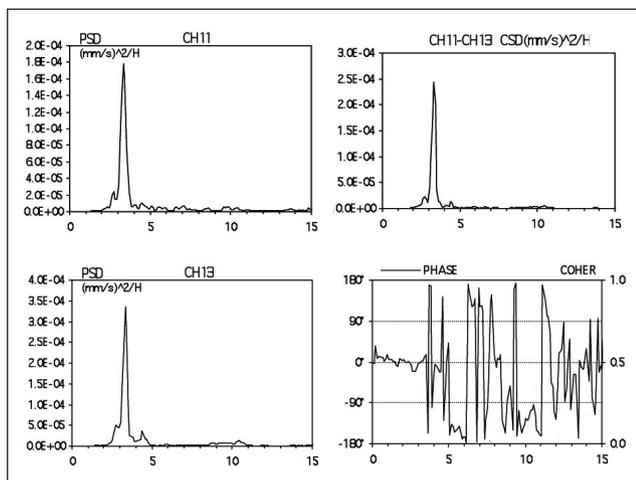 PSD CH11
(mm/s)^2/H
2.0E-04
1.8E-04
1.6E-04
1.4E-04
1.2E-04
1.0E-04
8.0E-05
6.0E-05
4.0E-05
2.0E-05
0.0E+00
0 5 10 15
CH11-CH13 CSD(mm/s)^2/H
3.0E-04
2.5E-04
2.0E-04
1.5E-04
1.0E-04
5.0E-05
0.0E+00
0 5 10 15
PSD CH13
(mm/s)^2/H
4.0E-04
3.5E-04
3.0E-04
2.5E-04
2.0E-04
1.5E-04
1.0E-04
5.0E-05
0.0E+00
0 5 10 15
PHASE COHER
180° 1.0
90°
0° 0.5
-90°
-180° 0.0
0 2 4 6 8 10 12 14